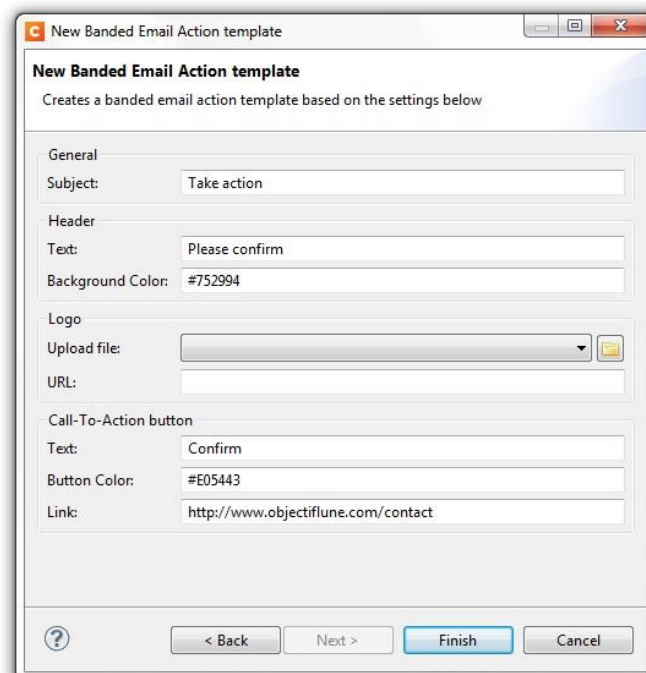 C New Banded Email Action template
New Banded Email Action template
Creates a banded email action template based on the settings below
General
Subject: Take action
Header
Text: Please confirm
Background Color: #752994
Logo
Upload file:
URL:
Call-To-Action button
Text: Confirm
Button Color: #E05443
Link: http://www.objectiflune.com/contact
? < Back Next > Finish Cancel